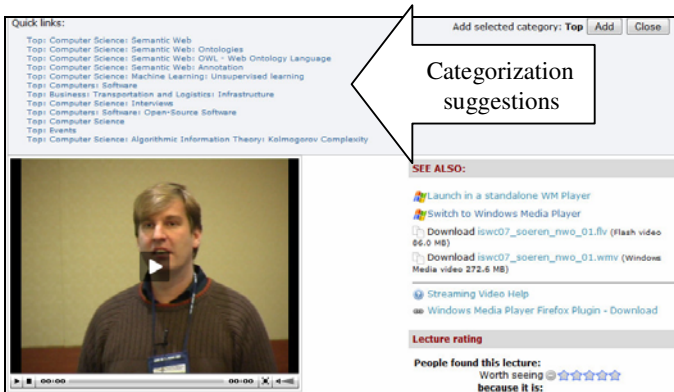 Quick links:
Add selected category: Top Add Close
Top: Computer Science: Semantic Web
Top: Computer Science: Semantic Web: Ontologies
Top: Computer Science: Semantic Web: OWL - Web Ontology Language
Top: Computer Science: Semantic Web: Annotation
Top: Computer Science: Machine Learning: Unsupervised learning
Top: Computers: Software
Top: Business: Transportation and Logistics: Infrastructure
Top: Computer Science: Interviews
Top: Computers: Software: Open-Source Software
Top: Computer Science
Top: Events
Top: Computer Science: Algorithmic Information Theory: Kolmogorov Complexity
Categorization
suggestions
SEE ALSO:
Launch in a standalone WM Player
Switch to Windows Media Player
Download iswc07_soeren_nwo_01.flv (Flash video
86.0 MB)
Download iswc07_soeren_nwo_01.wmv (Windows
Media video 272.6 MB)
Streaming Video Help
Windows Media Player Firefox Plugin - Download
Lecture rating
People found this lecture:
Worth seeing
because it is:
00:00 00:00